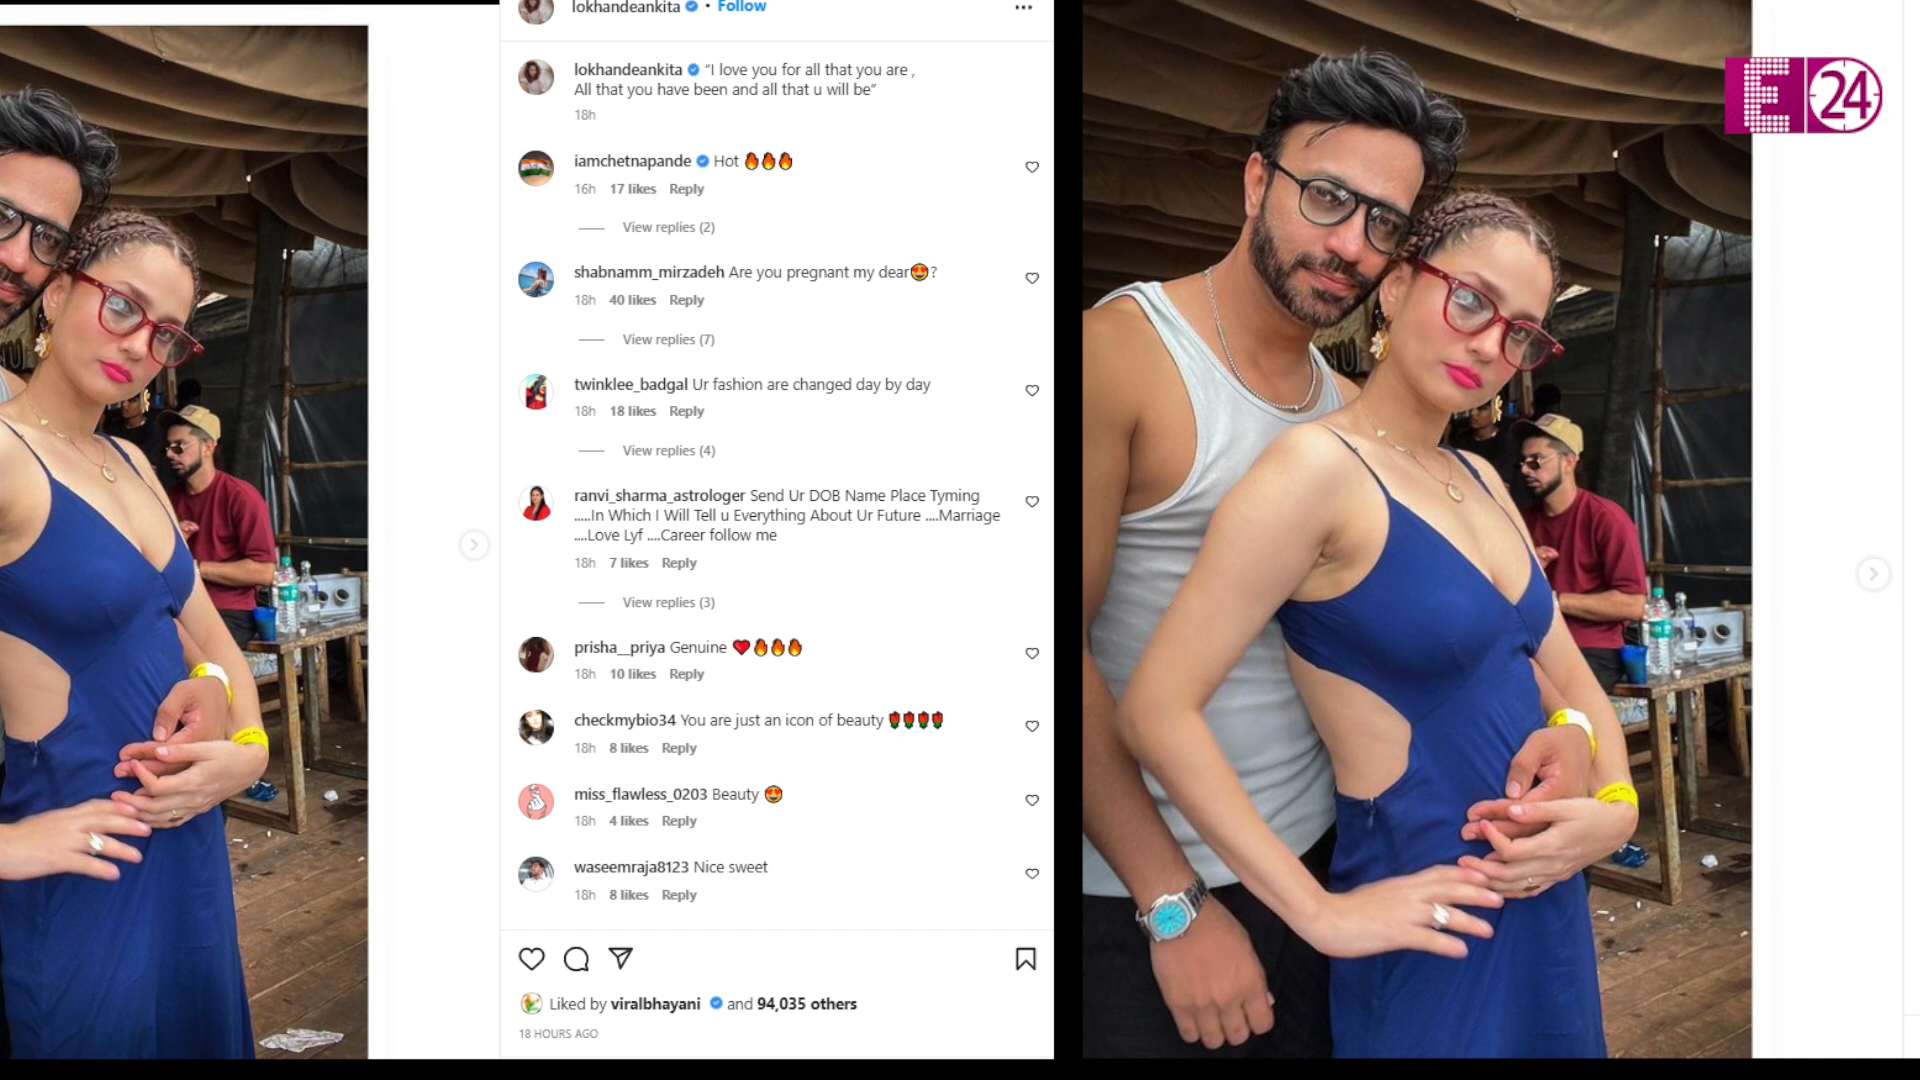 lokhandeankita • Follow
lokhandeankita “I love you for all that you are ,
All that you have been and all that u will be”
18h
iamchetnapande Hot 🔥🔥🔥
16h 17 likes Reply
View replies (2)
shabnamm_mirzadeh Are you pregnant my dear😍?
18h 40 likes Reply
View replies (7)
twinklee_badgal Ur fashion are changed day by day
18h 18 likes Reply
View replies (4)
ranvi_sharma_astrologer Send Ur DOB Name Place Tyming
.....In Which I Will Tell u Everything About Ur Future ....Marriage
....Love Lyf ....Career follow me
18h 7 likes Reply
View replies (3)
prisha__priya Genuine ❤️🔥🔥🔥
18h 10 likes Reply
checkmybio34 You are just an icon of beauty 🌹🌹🌹🌹
18h 8 likes Reply
miss_flawless_0203 Beauty 😍
18h 4 likes Reply
waseemraja8123 Nice sweet
18h 8 likes Reply
Liked by viralbhayani and 94,035 others
18 HOURS AGO
E 24